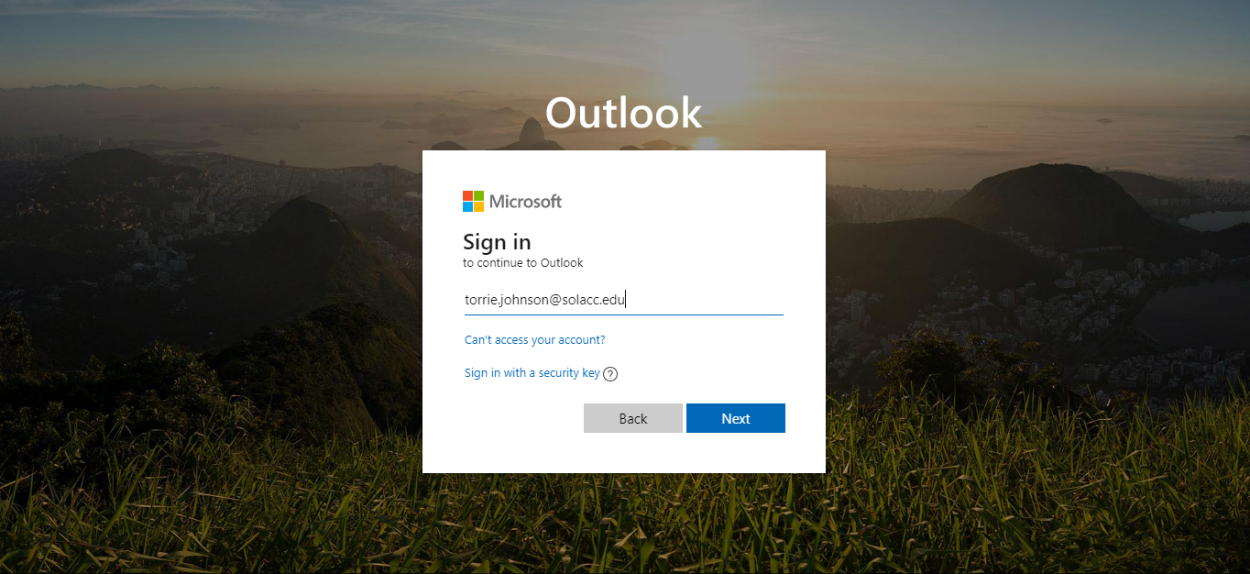 Outlook
Microsoft
Sign in
to continue to Outlook
torrie.johnson@solacc.edu
Can't access your account?
Sign in with a security key ?
Back Next